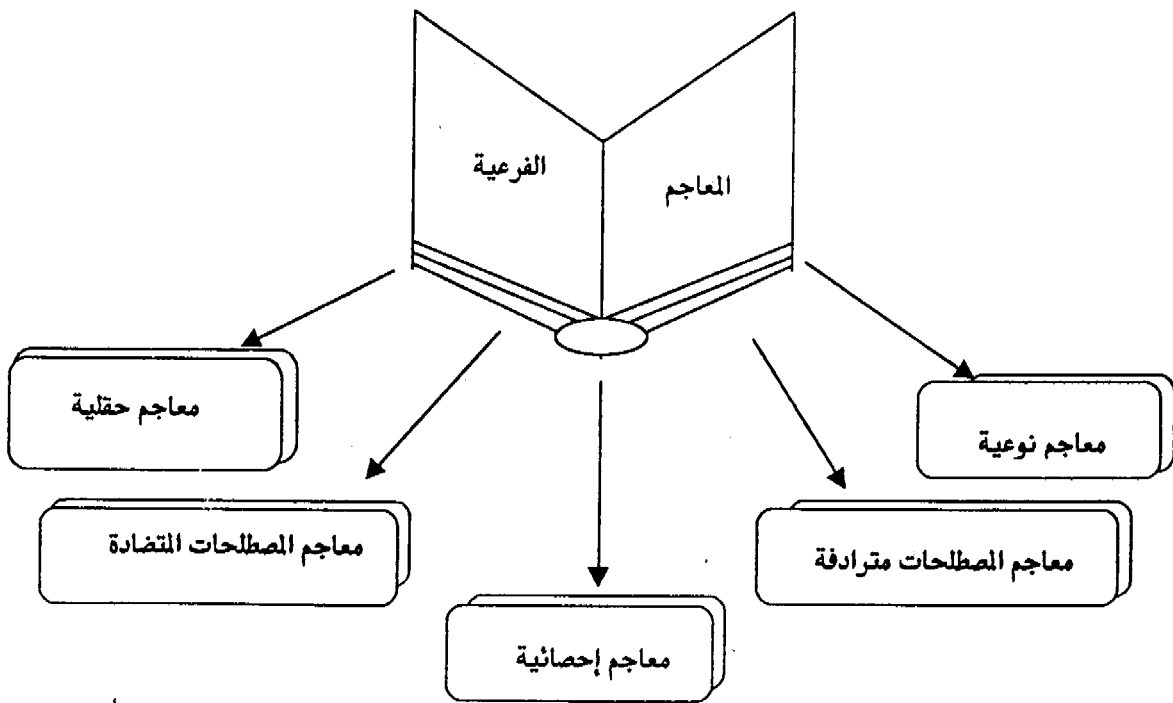 المعاجم
الفرعية
معاجم نوعية
معاجم المصطلحات مترادفة
معاجم إحصائية
معاجم المصطلحات المتضادة
معاجم حقلية